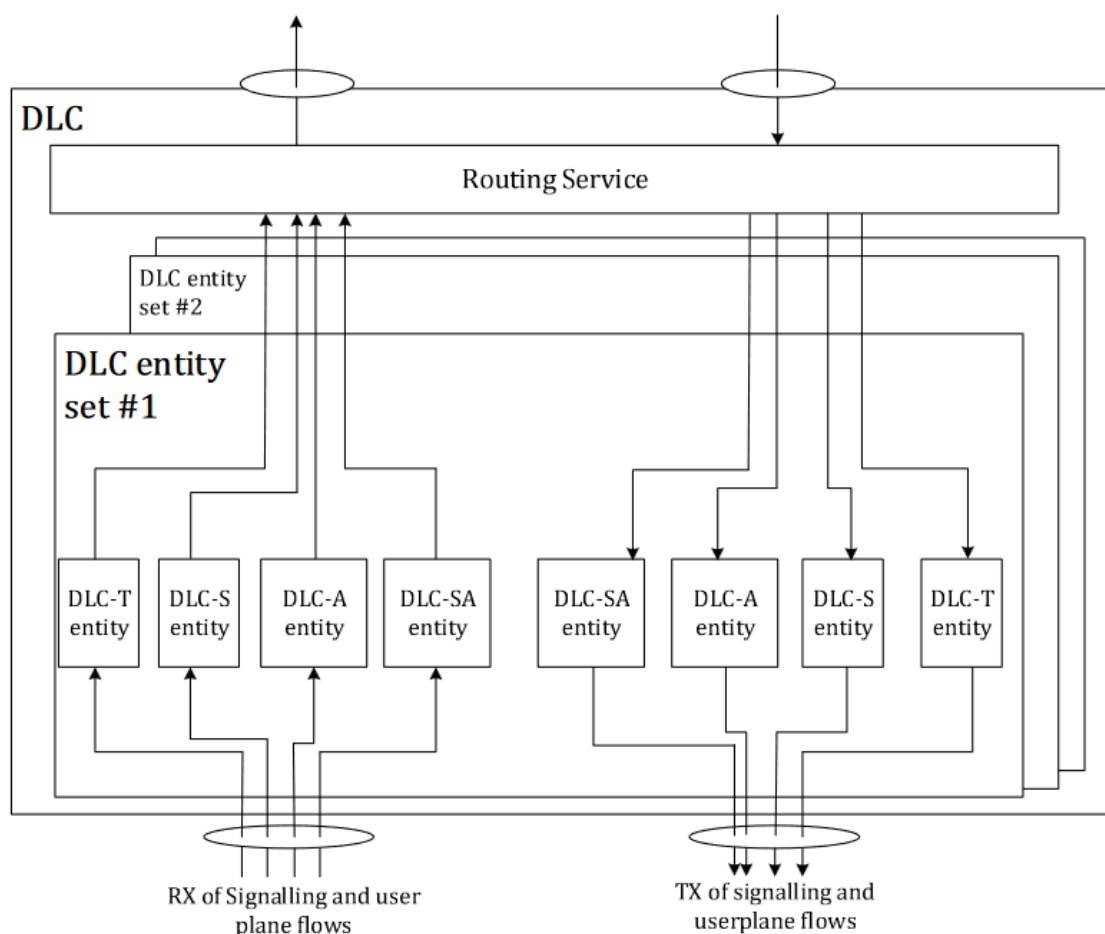 DLC
Routing Service
DLC entity
set #2
DLC entity
set #1
DLC-T
entity
DLC-S
entity
DLC-A
entity
DLC-SA
entity
DLC-SA
entity
DLC-A
entity
DLC-S
entity
DLC-T
entity
RX of Signalling and user
plane flows
TX of signalling and
userplane flows